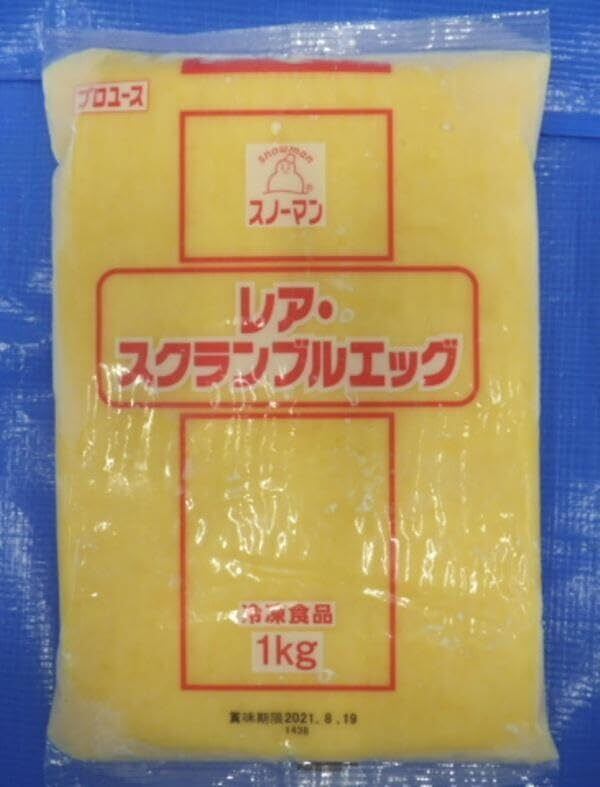 プロユース
snowman
®
スノーマン
レア・
スクランブルエッグ
冷凍食品
1kg
賞味期限2021.8.19